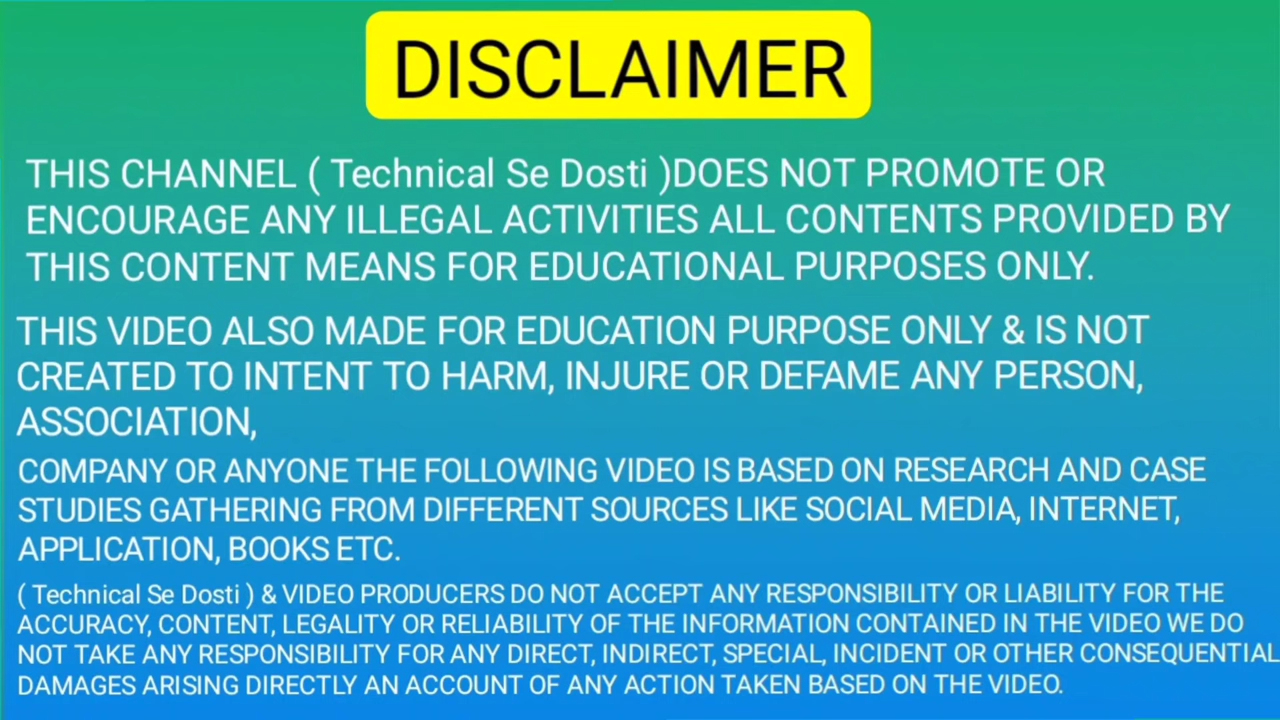 DISCLAIMER
THIS CHANNEL ( Technical Se Dosti )DOES NOT PROMOTE OR
ENCOURAGE ANY ILLEGAL ACTIVITIES ALL CONTENTS PROVIDED BY
THIS CONTENT MEANS FOR EDUCATIONAL PURPOSES ONLY.
THIS VIDEO ALSO MADE FOR EDUCATION PURPOSE ONLY & IS NOT
CREATED TO INTENT TO HARM, INJURE OR DEFAME ANY PERSON,
ASSOCIATION,
COMPANY OR ANYONE THE FOLLOWING VIDEO IS BASED ON RESEARCH AND CASE
STUDIES GATHERING FROM DIFFERENT SOURCES LIKE SOCIAL MEDIA, INTERNET,
APPLICATION, BOOKS ETC.
( Technical Se Dosti ) & VIDEO PRODUCERS DO NOT ACCEPT ANY RESPONSIBILITY OR LIABILITY FOR THE
ACCURACY, CONTENT, LEGALITY OR RELIABILITY OF THE INFORMATION CONTAINED IN THE VIDEO WE DO
NOT TAKE ANY RESPONSIBILITY FOR ANY DIRECT, INDIRECT, SPECIAL, INCIDENT OR OTHER CONSEQUENTIAL
DAMAGES ARISING DIRECTLY AN ACCOUNT OF ANY ACTION TAKEN BASED ON THE VIDEO.